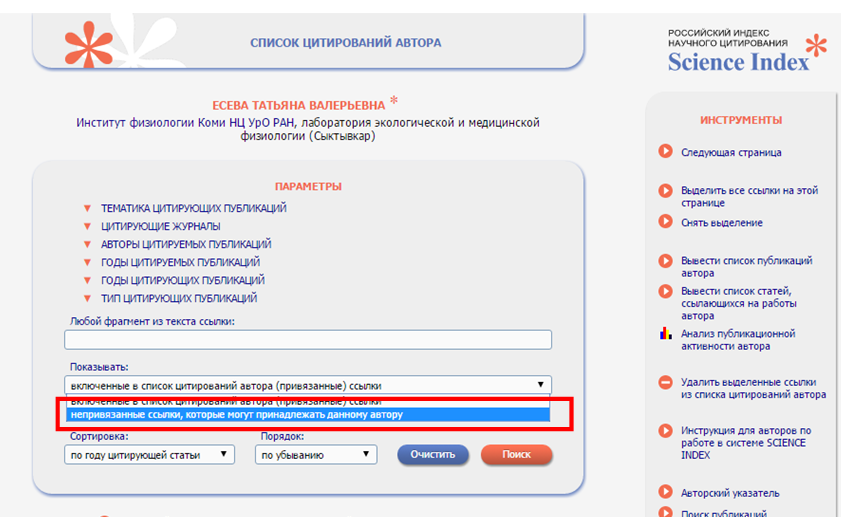 СПИСОК ЦИТИРОВАНИЙ АВТОРА
ЕСЕВА ТАТЬЯНА ВАЛЕРЬЕВНА *
Институт физиологии Коми НЦ УрО РАН, лаборатория экологической и медицинской
физиологии (Сыктывкар)
ПАРАМЕТРЫ
ТЕМАТИКА ЦИТИРУЮЩИХ ПУБЛИКАЦИЙ
ЦИТИРУЮЩИЕ ЖУРНАЛЫ
АВТОРЫ ЦИТИРУЕМЫХ ПУБЛИКАЦИЙ
ГОДЫ ЦИТИРУЕМЫХ ПУБЛИКАЦИЙ
ГОДЫ ЦИТИРУЮЩИХ ПУБЛИКАЦИЙ
ТИП ЦИТИРУЮЩИХ ПУБЛИКАЦИЙ
Любой фрагмент из текста ссылки:
Показывать:
включенные в список цитирований автора (привязанные) ссылки
включенные в список цитирований автора (привязанные) ссылки
непривязанные ссылки, которые могут принадлежать данному автору
Сортировка:
Порядок:
по году цитирующей статьи
по убыванию
Очистить
Поиск
РОССИЙСКИЙ ИНДЕКС
НАУЧНОГО ЦИТИРОВАНИЯ
Science Index
ИНСТРУМЕНТЫ
Следующая страница
Выделить все ссылки на этой
странице
Снять выделение
Вывести список публикаций
автора
Вывести список статей,
ссылающихся на работы
автора
Анализ публикационной
активности автора
Удалить выделенные ссылки
из списка цитирований автора
Инструкция для авторов по
работе в системе SCIENCE
INDEX
Авторский указатель
Поиск публикаций